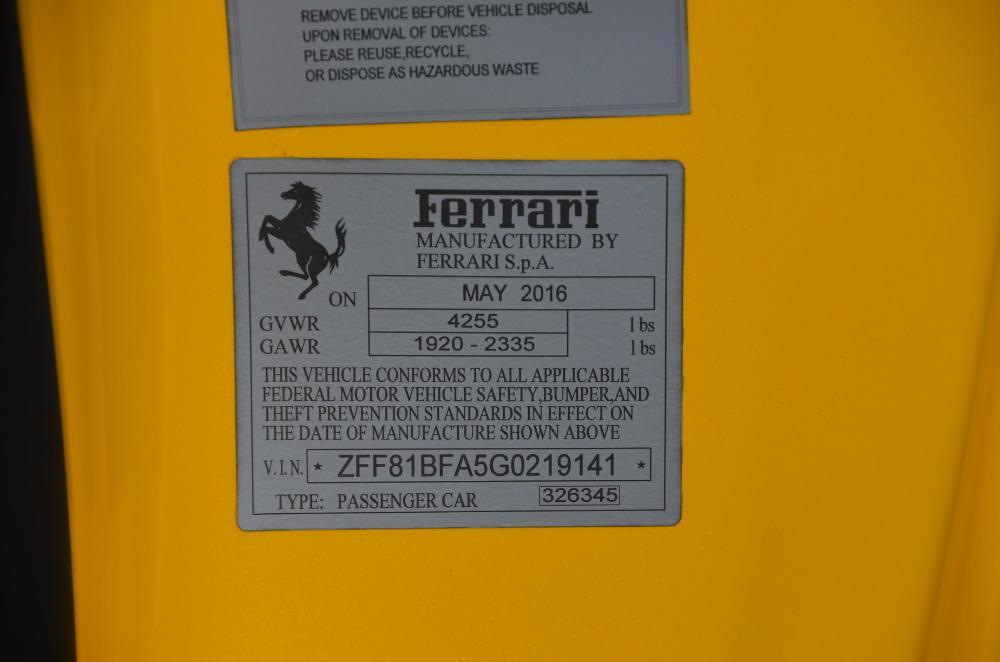 REMOVE DEVICE BEFORE VEHICLE DISPOSAL
UPON REMOVAL OF DEVICES:
PLEASE REUSE,RECYCLE,
OR DISPOSE AS HAZARDOUS WASTE
Ferrari
MANUFACTURED BY
FERRARI S.p.A.
ON MAY 2016
GVWR 4255 lbs
GAWR 1920 - 2335 lbs
THIS VEHICLE CONFORMS TO ALL APPLICABLE
FEDERAL MOTOR VEHICLE SAFETY,BUMPER,AND
THEFT PREVENTION STANDARDS IN EFFECT ON
THE DATE OF MANUFACTURE SHOWN ABOVE
V.I.N. * ZFF81BFA5G0219141 *
TYPE: PASSENGER CAR 326345